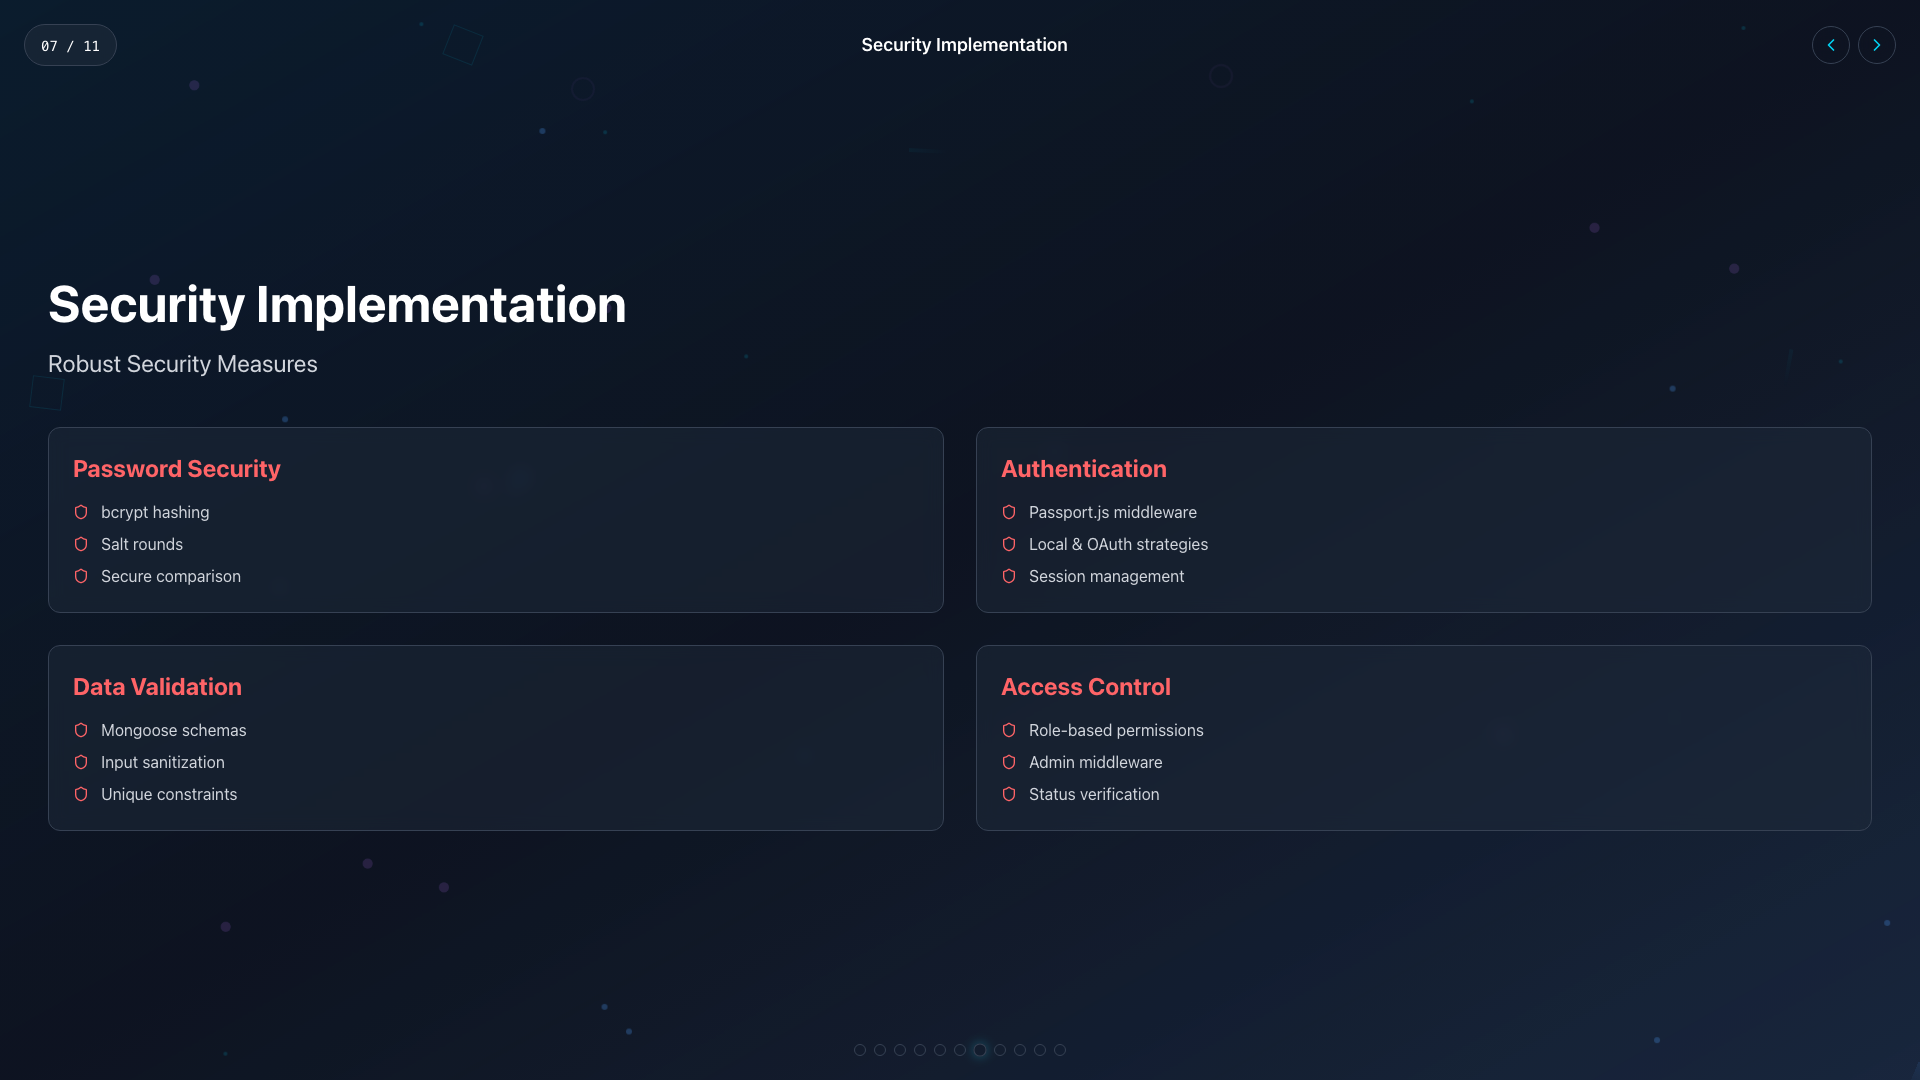 07 / 11
Security Implementation
Security Implementation
Robust Security Measures
Password Security
bcrypt hashing
Salt rounds
Secure comparison
Authentication
Passport.js middleware
Local & OAuth strategies
Session management
Data Validation
Mongoose schemas
Input sanitization
Unique constraints
Access Control
Role-based permissions
Admin middleware
Status verification